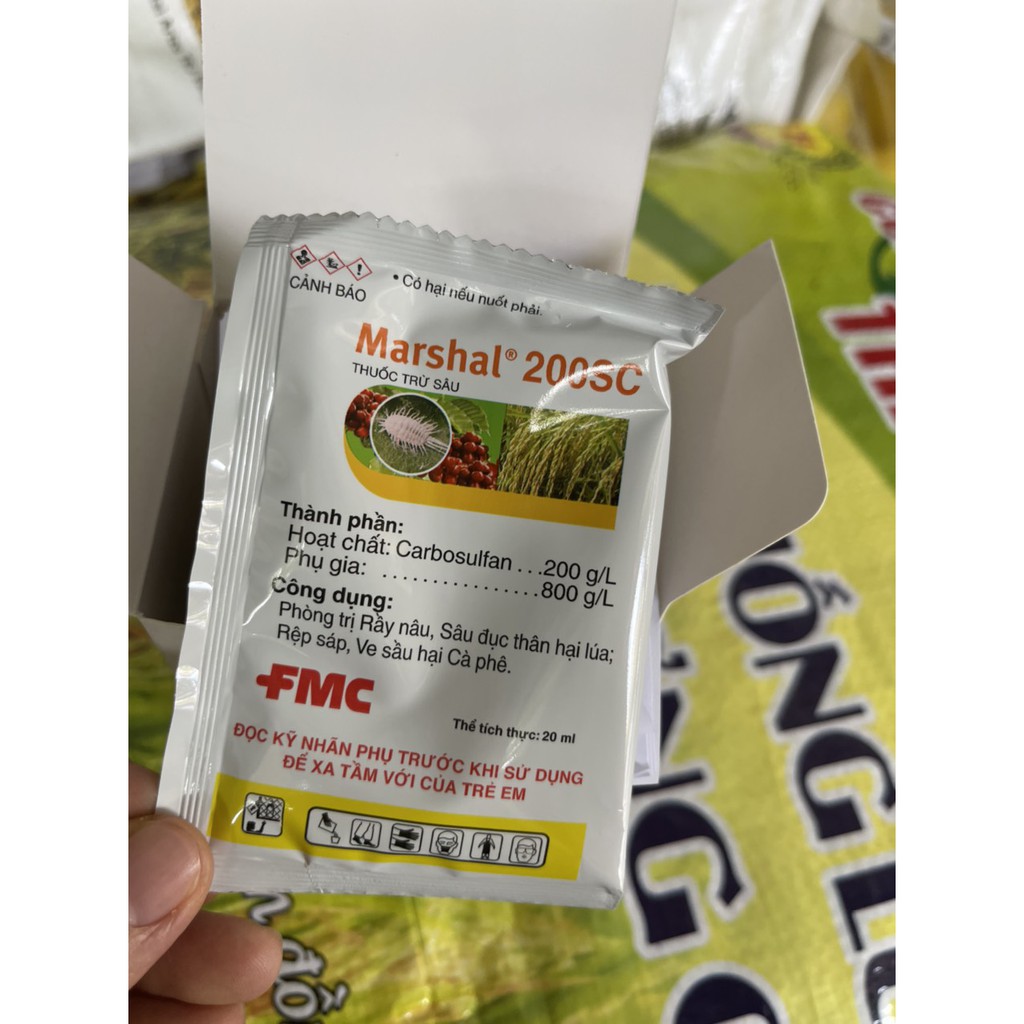 CẢNH BÁO
• Có hại nếu nuốt phải.
Marshal® 200SC
THUỐC TRỪ SÂU
Thành phần:
Hoạt chất: Carbosulfan ...200 g/L
Phụ gia: ..............800 g/L
Công dụng:
Phòng trị Rầy nâu, Sâu đục thân hại lúa;
Rệp sáp, Ve sầu hại Cà phê.
FMC
Thể tích thực: 20 ml
ĐỌC KỸ NHÃN PHỤ TRƯỚC KHI SỬ DỤNG
ĐỂ XA TẦM VỚI CỦA TRẺ EM